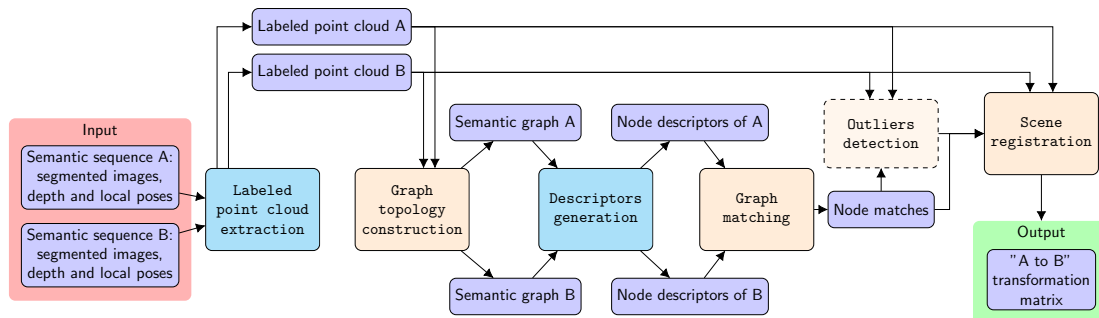 Labeled point cloud A
Labeled point cloud B
Input
Semantic sequence A:
segmented images,
depth and local poses
Semantic sequence B:
segmented images,
depth and local poses
Labeled
point cloud
extraction
Graph
topology
construction
Semantic graph A
Semantic graph B
Descriptors
generation
Node descriptors of A
Node descriptors of B
Graph
matching
Outliers
detection
Node matches
Scene
registration
Output
"A to B"
transformation
matrix